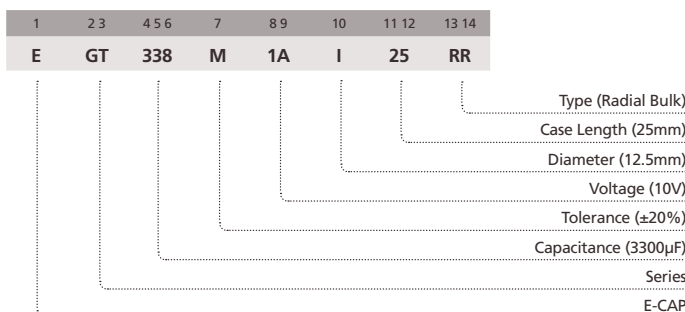 1 2 3 4 5 6 7 8 9 10 11 12 13 14
E GT 338 M 1A I 25 RR
Type (Radial Bulk)
Case Length (25mm)
Diameter (12.5mm)
Voltage (10V)
Tolerance (±20%)
Capacitance (3300μF)
Series
E-CAP